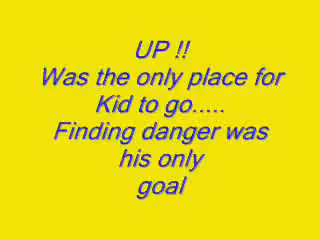 UP !!
Was the only place for
Kid to go.....
Finding danger was
his only
goal